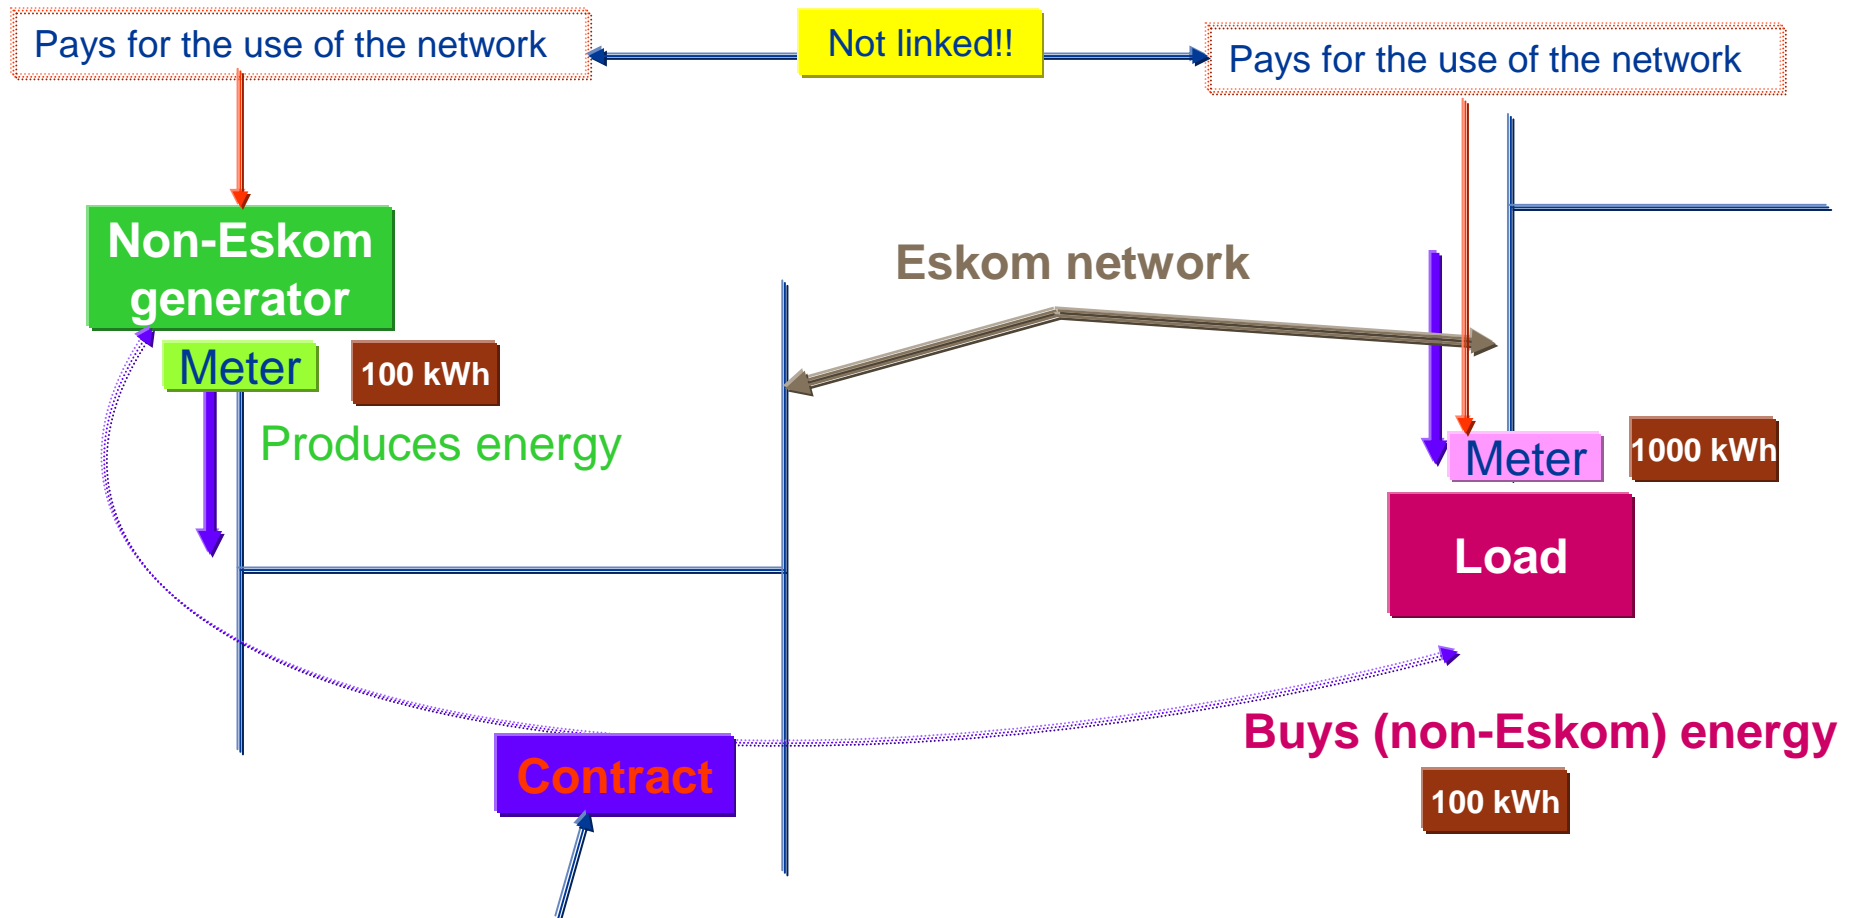 Pays for the use of the network
Not linked!!
Pays for the use of the network
Non-Eskom
generator
Eskom network
Meter
100 kWh
Produces energy
Meter
1000 kWh
Load
Buys (non-Eskom) energy
Contract
100 kWh